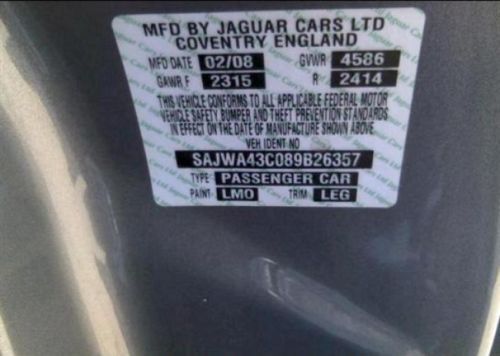 MFD BY JAGUAR CARS LTD
COVENTRY ENGLAND
MFD DATE 02/08 GVWR 4586
GAWR F 2315 R 2414
THIS VEHICLE CONFORMS TO ALL APPLICABLE FEDERAL MOTOR
VEHICLE SAFETY, BUMPER AND THEFT PREVENTION STANDARDS
IN EFFECT ON THE DATE OF MANUFACTURE SHOWN ABOVE.
VEH IDENT NO
SAJWA43C089B26357
TYPE: PASSENGER CAR
PAINT: LMO TRIM: LEG